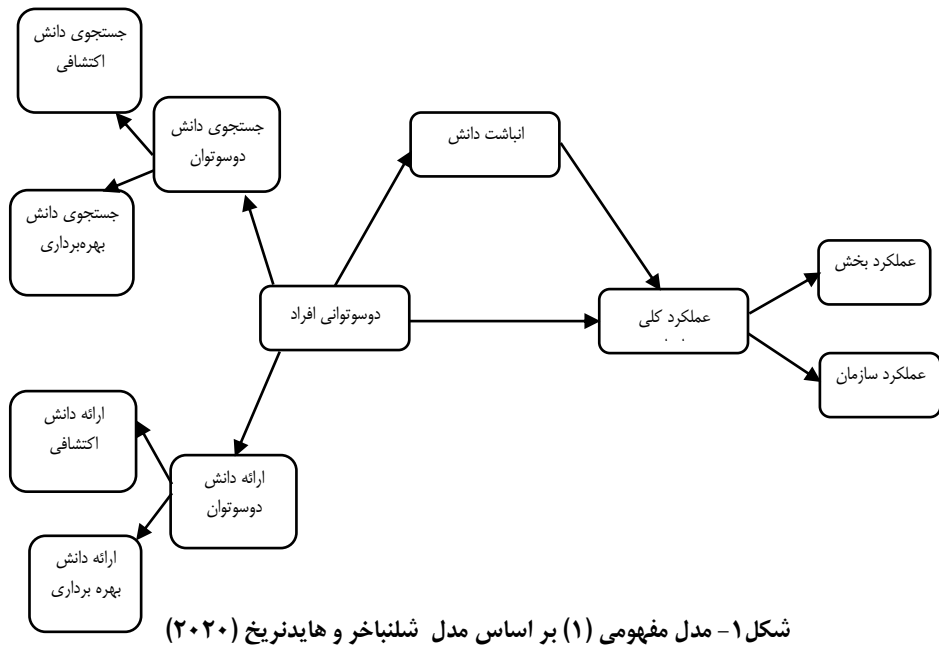 جستجوی دانش
اکتشافی
جستجوی دانش
دوسوتوان
جستجوی دانش
بهره‌برداری
انباشت دانش
دوسوتوانی افراد
عملکرد کلی
عملکرد بخش
عملکرد سازمان
ارائه دانش
اکتشافی
ارائه دانش
دوسوتوان
ارائه دانش
بهره برداری
شکل۱- مدل مفهومی (۱) بر اساس مدل شلنباخر و هایدنریخ (۲۰۲۰)